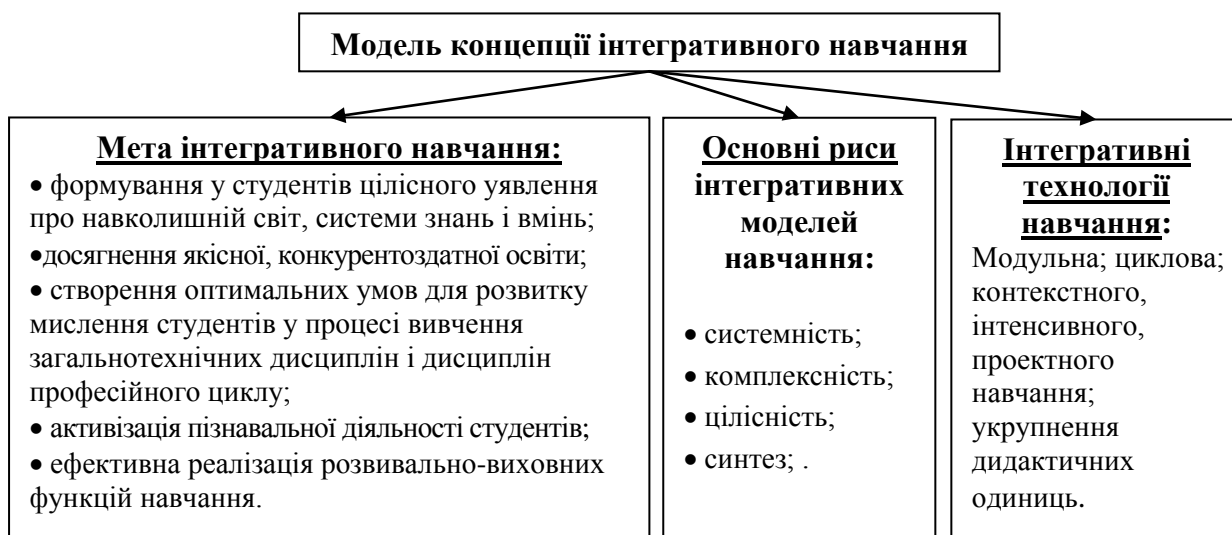 Модель концепції інтегративного навчання
Мета інтегративного навчання:
• формування у студентів цілісного уявлення
про навколишній світ, системи знань і вмінь;
•досягнення якісної, конкурентоздатної освіти;
• створення оптимальних умов для розвитку
мислення студентів у процесі вивчення
загальнотехнічних дисциплін і дисциплін
професійного циклу;
• активізація пізнавальної діяльності студентів;
• ефективна реалізація розвивально-виховних
функцій навчання.
Основні риси
інтегративних
моделей
навчання:
• системність;
• комплексність;
• цілісність;
• синтез; .
Інтегративні
технології
навчання:
Модульна; циклова;
контекстного,
інтенсивного,
проектного
навчання;
укрупнення
дидактичних
одиниць.